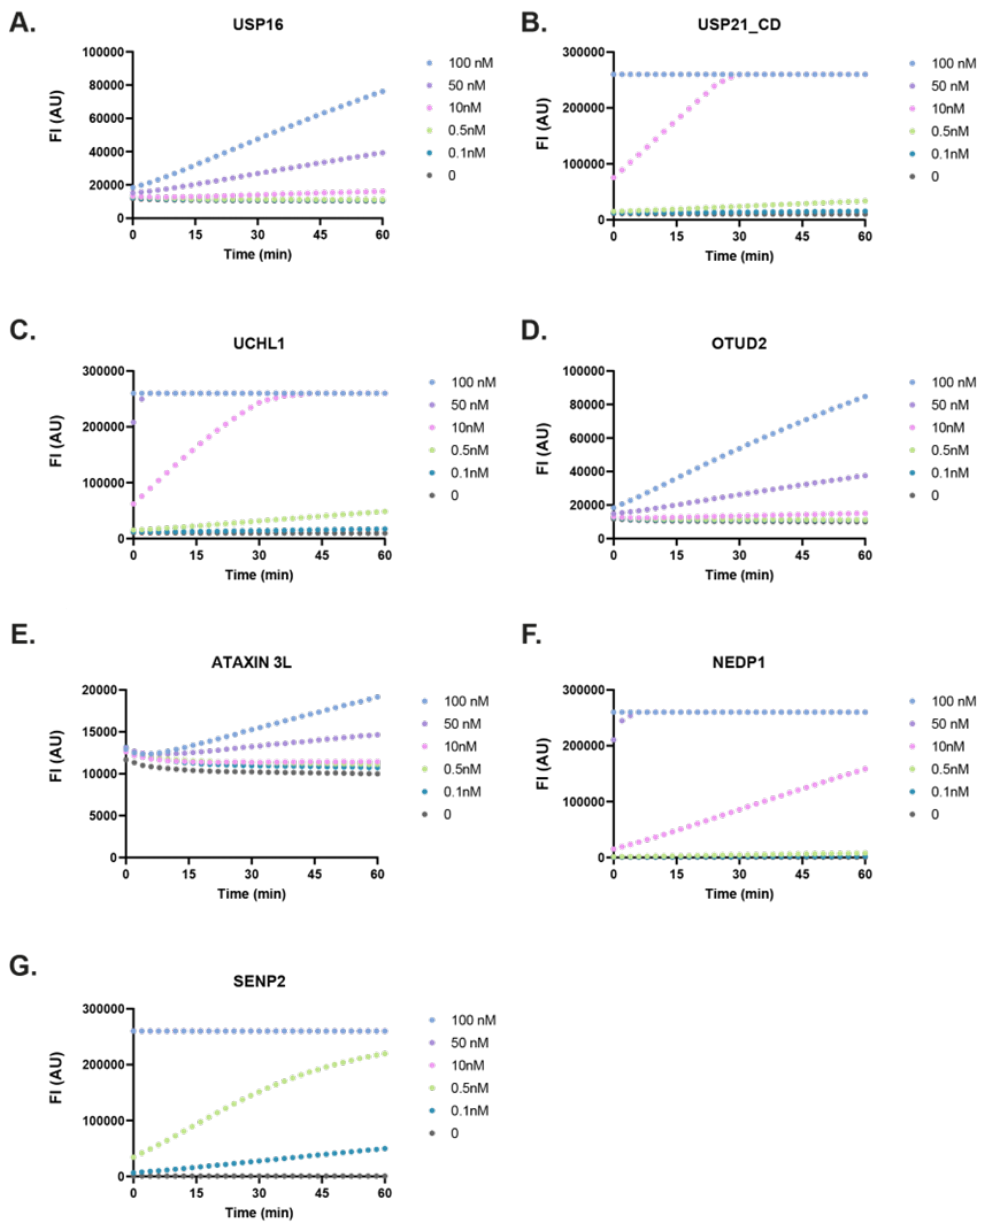 A.
USP16
FI (AU)
100000
80000
60000
40000
20000
0
0 15 30 45 60
Time (min)
100 nM
50 nM
10nM
0.5nM
0.1nM
0
B.
USP21_CD
FI (AU)
300000
200000
100000
0
0 15 30 45 60
Time (min)
100 nM
50 nM
10nM
0.5nM
0.1nM
0
C.
UCHL1
FI (AU)
300000
200000
100000
0
0 15 30 45 60
Time (min)
100 nM
50 nM
10nM
0.5nM
0.1nM
0
D.
OTUD2
FI (AU)
100000
80000
60000
40000
20000
0
0 15 30 45 60
Time (min)
100 nM
50 nM
10nM
0.5nM
0.1nM
0
E.
ATAXIN 3L
FI (AU)
20000
15000
10000
5000
0
0 15 30 45 60
Time (min)
100 nM
50 nM
10nM
0.5nM
0.1nM
0
F.
NEDP1
FI (AU)
300000
200000
100000
0
0 15 30 45 60
Time (min)
100 nM
50 nM
10nM
0.5nM
0.1nM
0
G.
SENP2
FI (AU)
300000
200000
100000
0
0 15 30 45 60
Time (min)
100 nM
50 nM
10nM
0.5nM
0.1nM
0